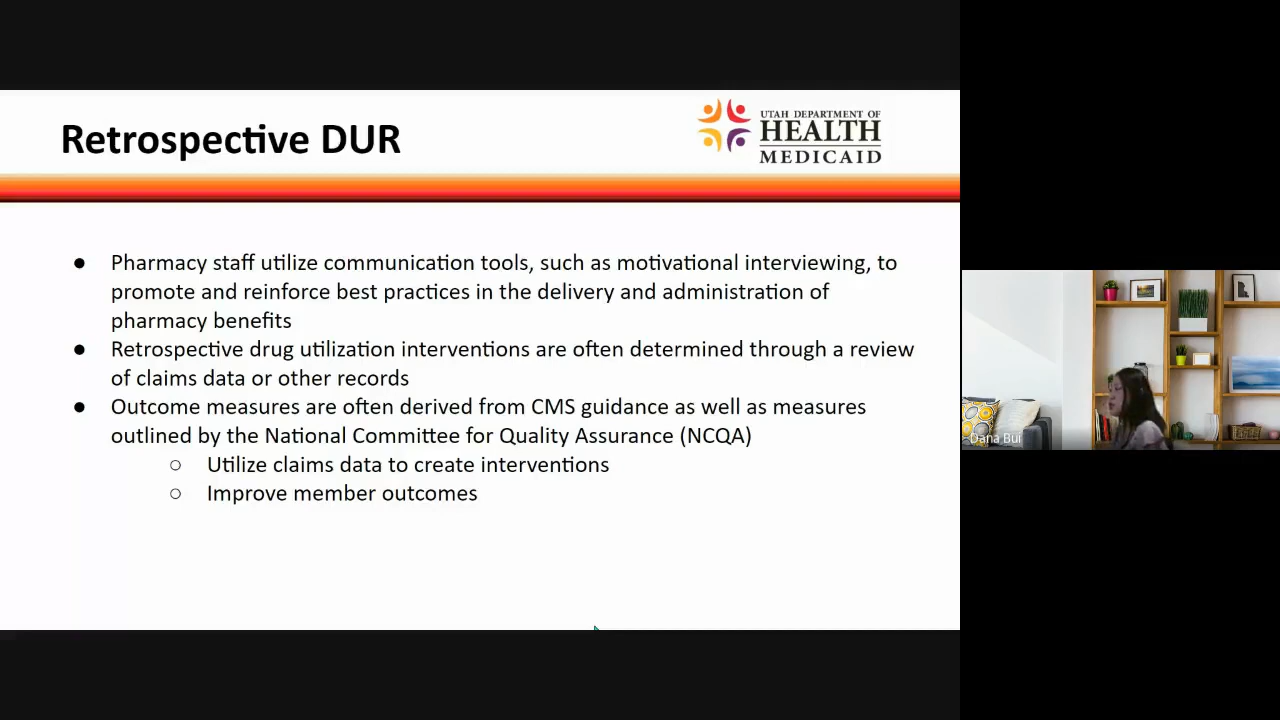 Retrospective DUR
UTAH DEPARTMENT OF
HEALTH
MEDICAID
● Pharmacy staff utilize communication tools, such as motivational interviewing, to
promote and reinforce best practices in the delivery and administration of
pharmacy benefits
● Retrospective drug utilization interventions are often determined through a review
of claims data or other records
● Outcome measures are often derived from CMS guidance as well as measures
outlined by the National Committee for Quality Assurance (NCQA)
○ Utilize claims data to create interventions
○ Improve member outcomes
Dana Bui